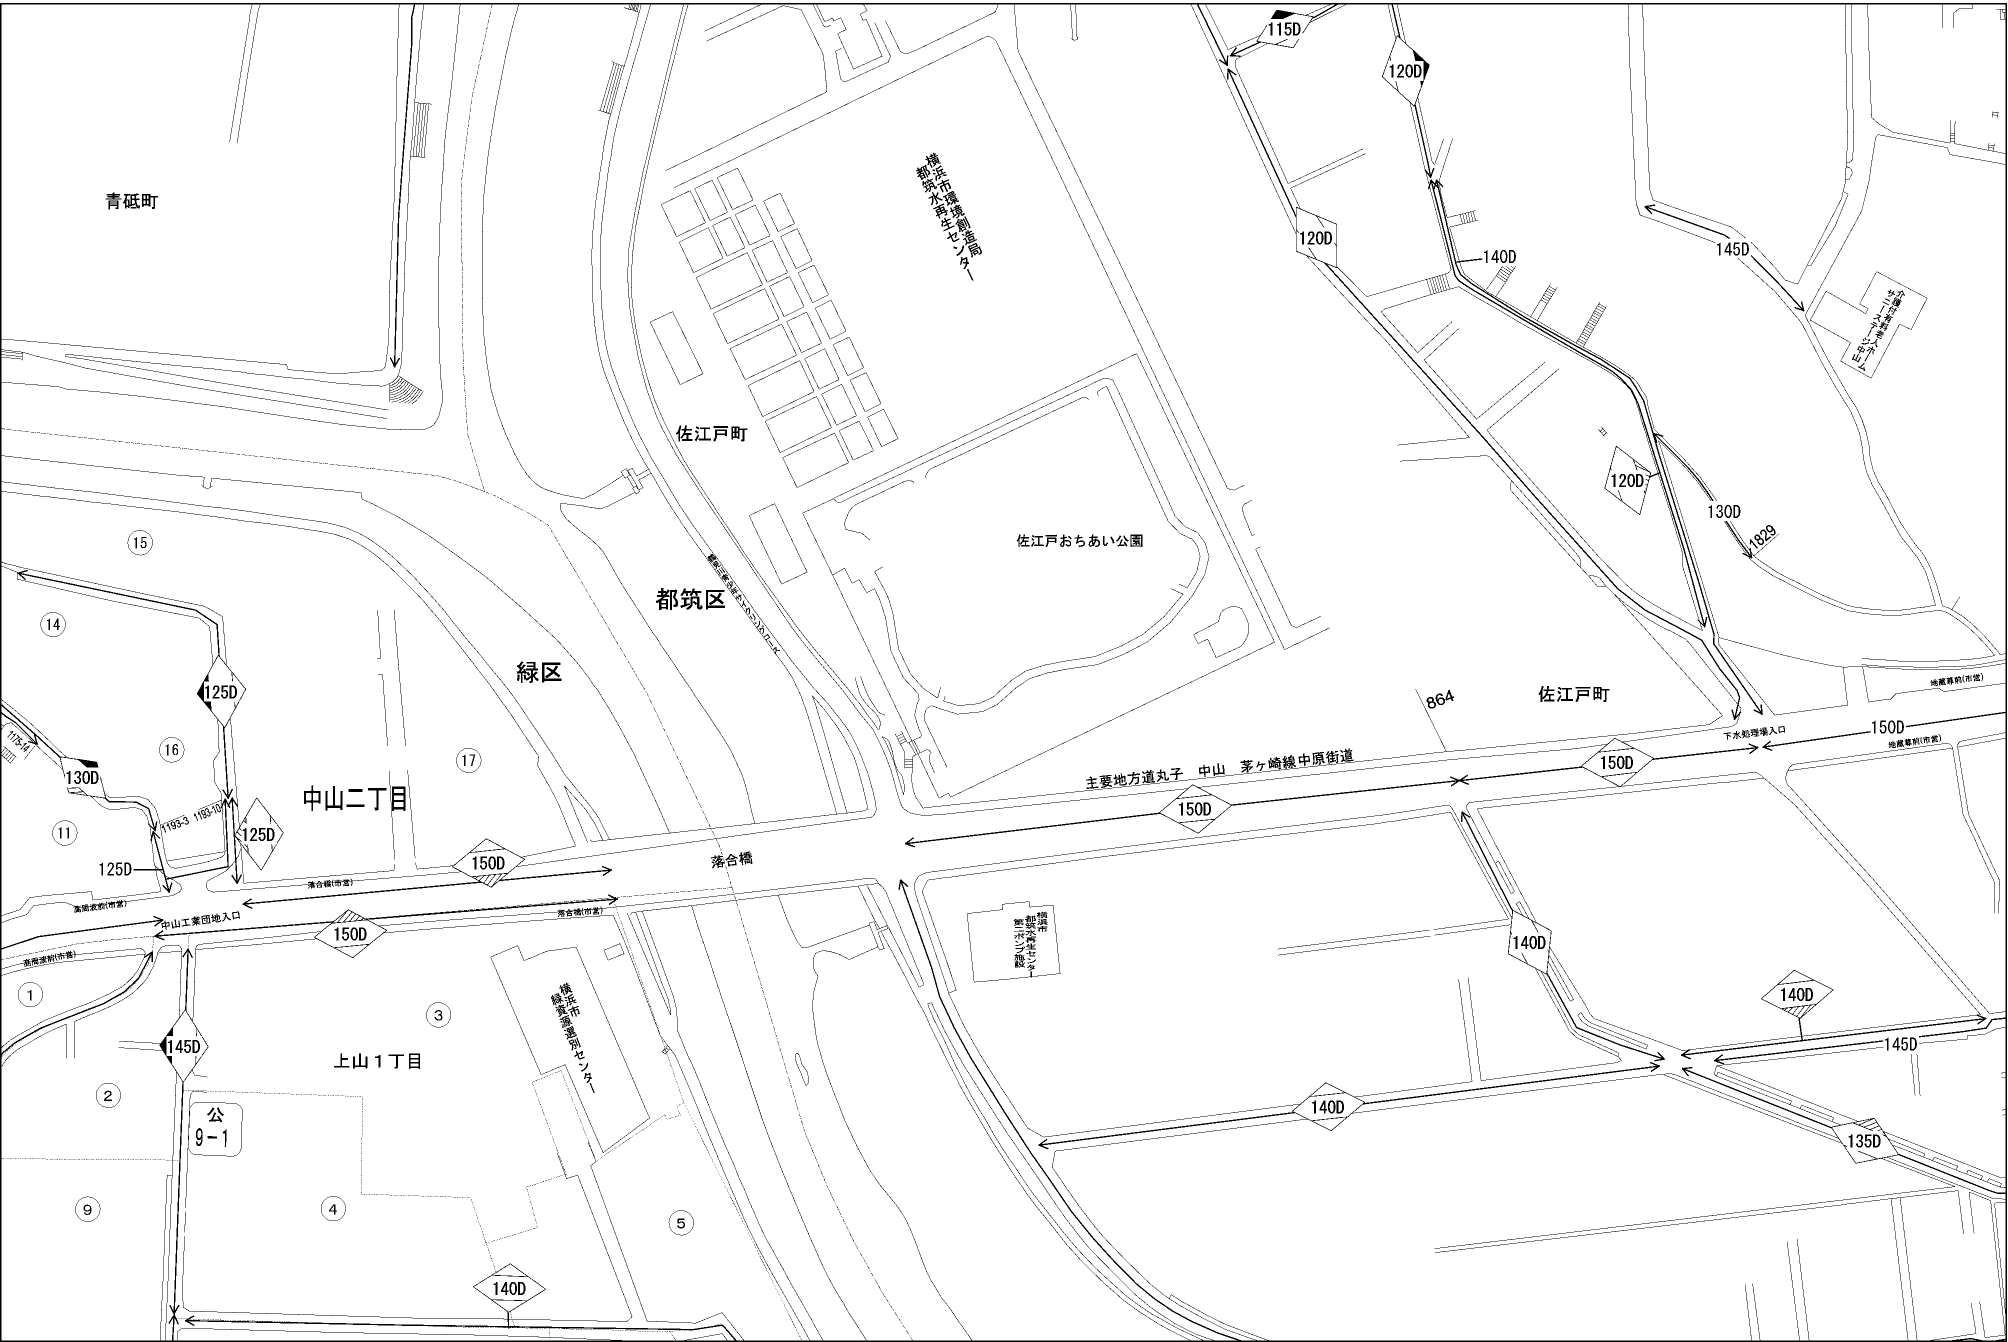 115D
120D
青砥町
横浜市環境創造局
都筑水再生センター
120D
140D
145D
介護付有料老人ホーム
サニーステージ中山
佐江戸町
120D
130D
1829
佐江戸おちあい公園
15
14
都筑区
緑区
125D
864
佐江戸町
地蔵尊前(市営)
下水処理場入口
150D
地蔵尊前(市営)
1175-14
16
17
130D
中山二丁目
主要地方道丸子 中山 茅ヶ崎線中原街道
150D
150D
11
1193-3
1193-10
125D
125D
150D
落合橋
落合橋(市営)
中山工業団地入口
落合橋(市営)
150D
横浜市
都筑水再生センター
第二ポンプ施設
140D
1
3
横浜市
緑資源選別センター
140D
145D
145D
上山1丁目
2
公
9-1
140D
135D
9
4
5
140D